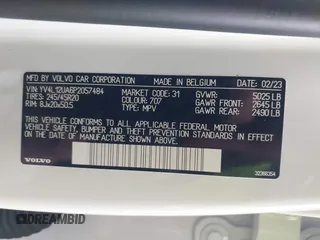 MFD BY VOLVO CAR CORPORATION MADE IN BELGIUM 02/23
VIN: YV4L12UA6P2057484 MARKET CODE: 31 GVWR: 5025 LB
TIRES: 245/45R20 COLOUR: 707 GAWR FRONT: 2645 LB
RIM: 8Jx20x50.5 TYPE: MPV GAWR REAR: 2490 LB
THIS VEHICLE CONFORMS TO ALL APPLICABLE FEDERAL MOTOR VEHICLE
SAFETY, BUMPER, AND THEFT PREVENTION STANDARDS IN EFFECT ON
THE DATE OF MANUFACTURE SHOWN ABOVE.
VOLVO
32366354
DREAMBID